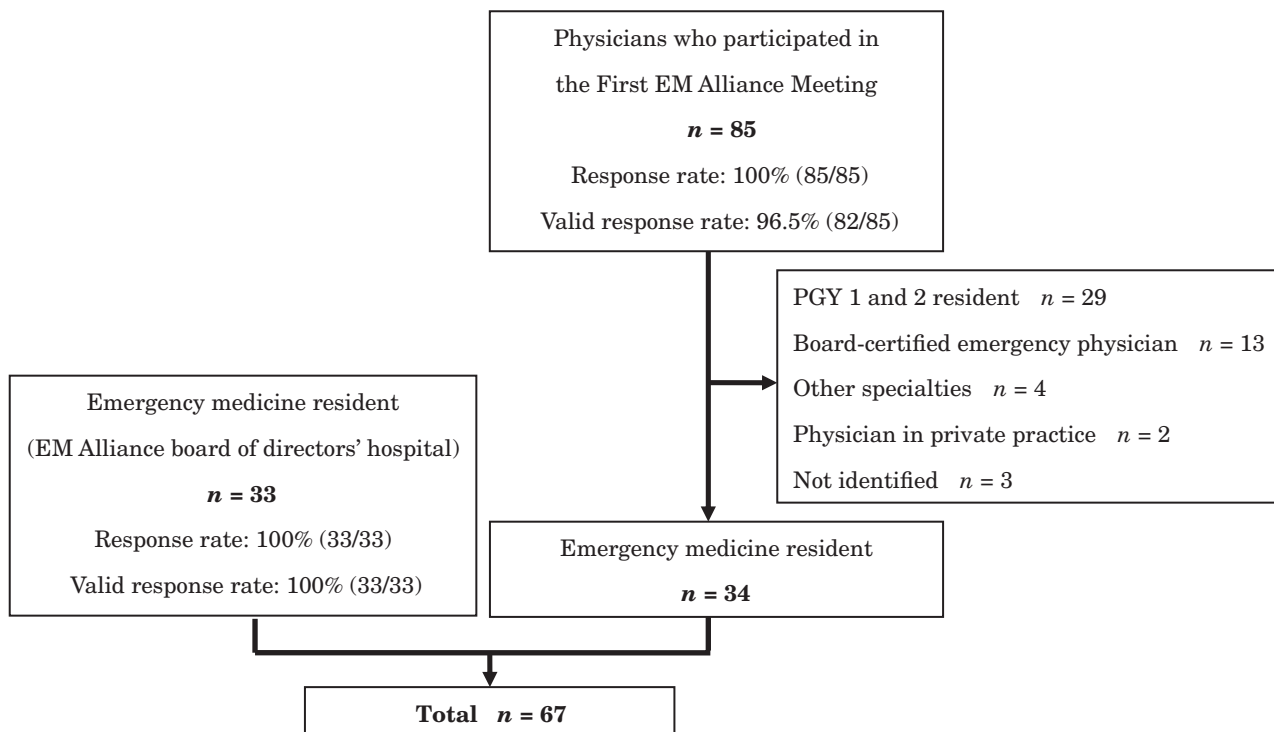 Physicians who participated in
the First EM Alliance Meeting
n = 85
Response rate: 100% (85/85)
Valid response rate: 96.5% (82/85)
PGY 1 and 2 resident n = 29
Board-certified emergency physician n = 13
Other specialties n = 4
Physician in private practice n = 2
Not identified n = 3
Emergency medicine resident
(EM Alliance board of directors’ hospital)
n = 33
Response rate: 100% (33/33)
Valid response rate: 100% (33/33)
Emergency medicine resident
n = 34
Total n = 67